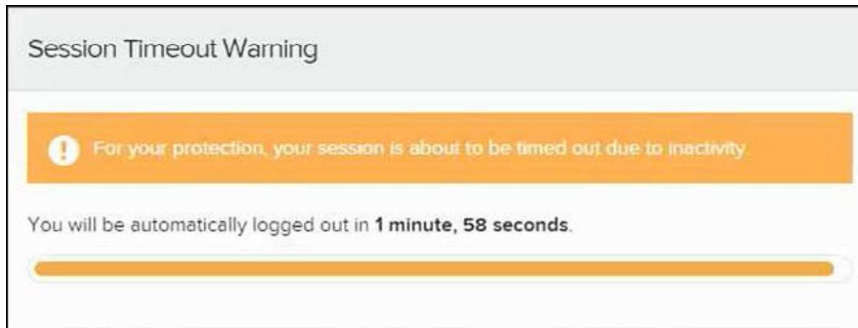 Session Timeout Warning
For your protection, your session is about to be timed out due to inactivity.
You will be automatically logged out in 1 minute, 58 seconds.